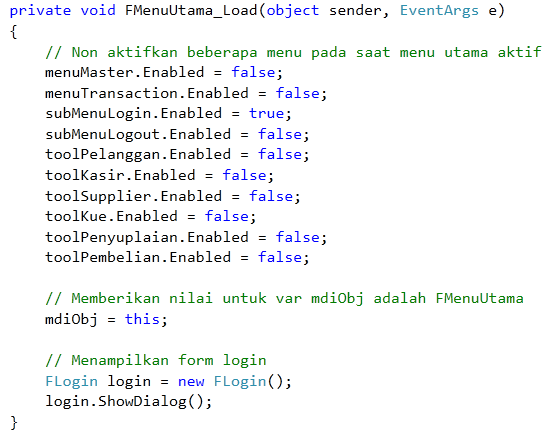 private void FMenuUtama_Load(object sender, EventArgs e)
{
    // Non aktifkan beberapa menu pada saat menu utama aktif
    menuMaster.Enabled = false;
    menuTransaction.Enabled = false;
    subMenuLogin.Enabled = true;
    subMenuLogout.Enabled = false;
    toolPelanggan.Enabled = false;
    toolKasir.Enabled = false;
    toolSupplier.Enabled = false;
    toolKue.Enabled = false;
    toolPenyuplaian.Enabled = false;
    toolPembelian.Enabled = false;

    // Memberikan nilai untuk var mdiObj adalah FMenuUtama
    mdiObj = this;

    // Menampilkan form login
    FLogin login = new FLogin();
    login.ShowDialog();
}